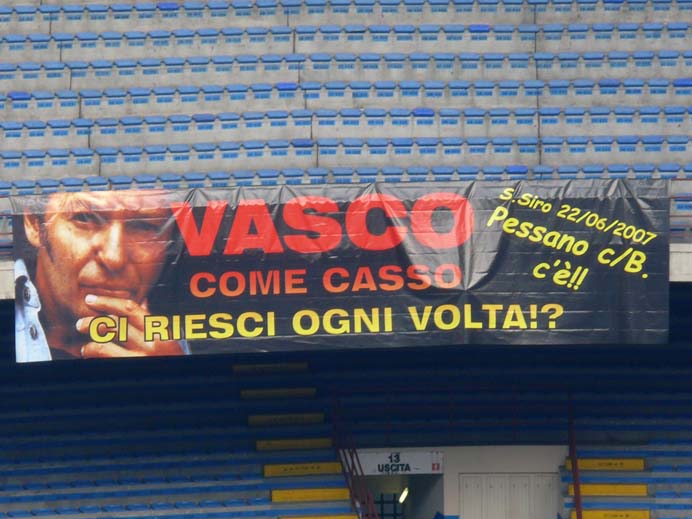 VASCO
COME CASSO
CI RIESCI OGNI VOLTA!?
S.Siro 22/06/2007
Pessano c/B.
c'è!!
13
USCITA